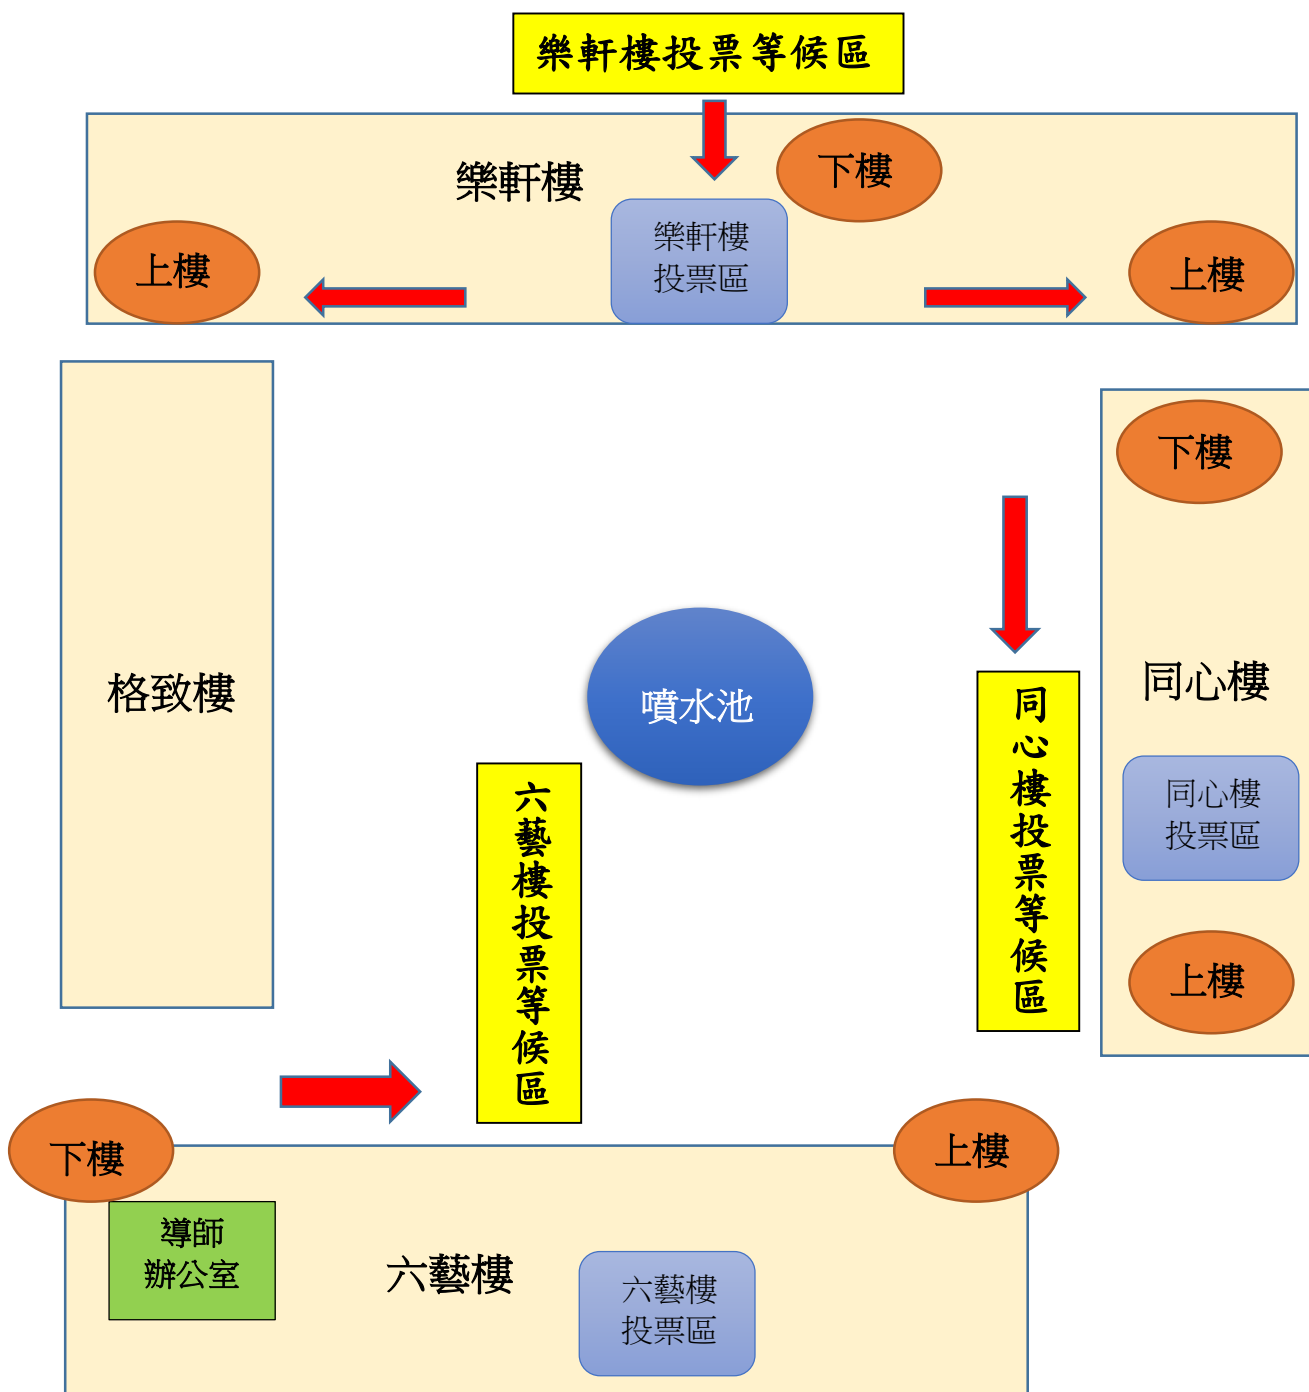 樂軒樓投票等候區
下樓
樂軒樓
樂軒樓
投票區
上樓
上樓
下樓
格致樓
噴水池
同心樓
同心樓投票等候區
同心樓
投票區
六藝樓投票等候區
上樓
下樓
上樓
導師
辦公室
六藝樓
六藝樓
投票區